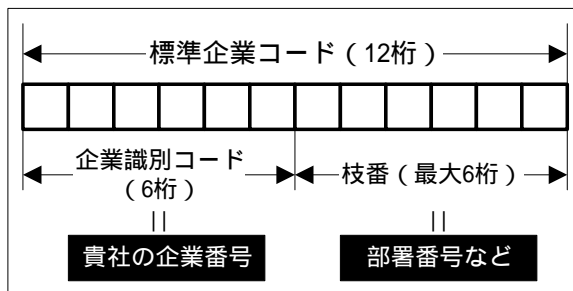 標準企業コード（12桁）
企業識別コード
（6桁）
枝番（最大6桁）
||
||
貴社の企業番号
部署番号など